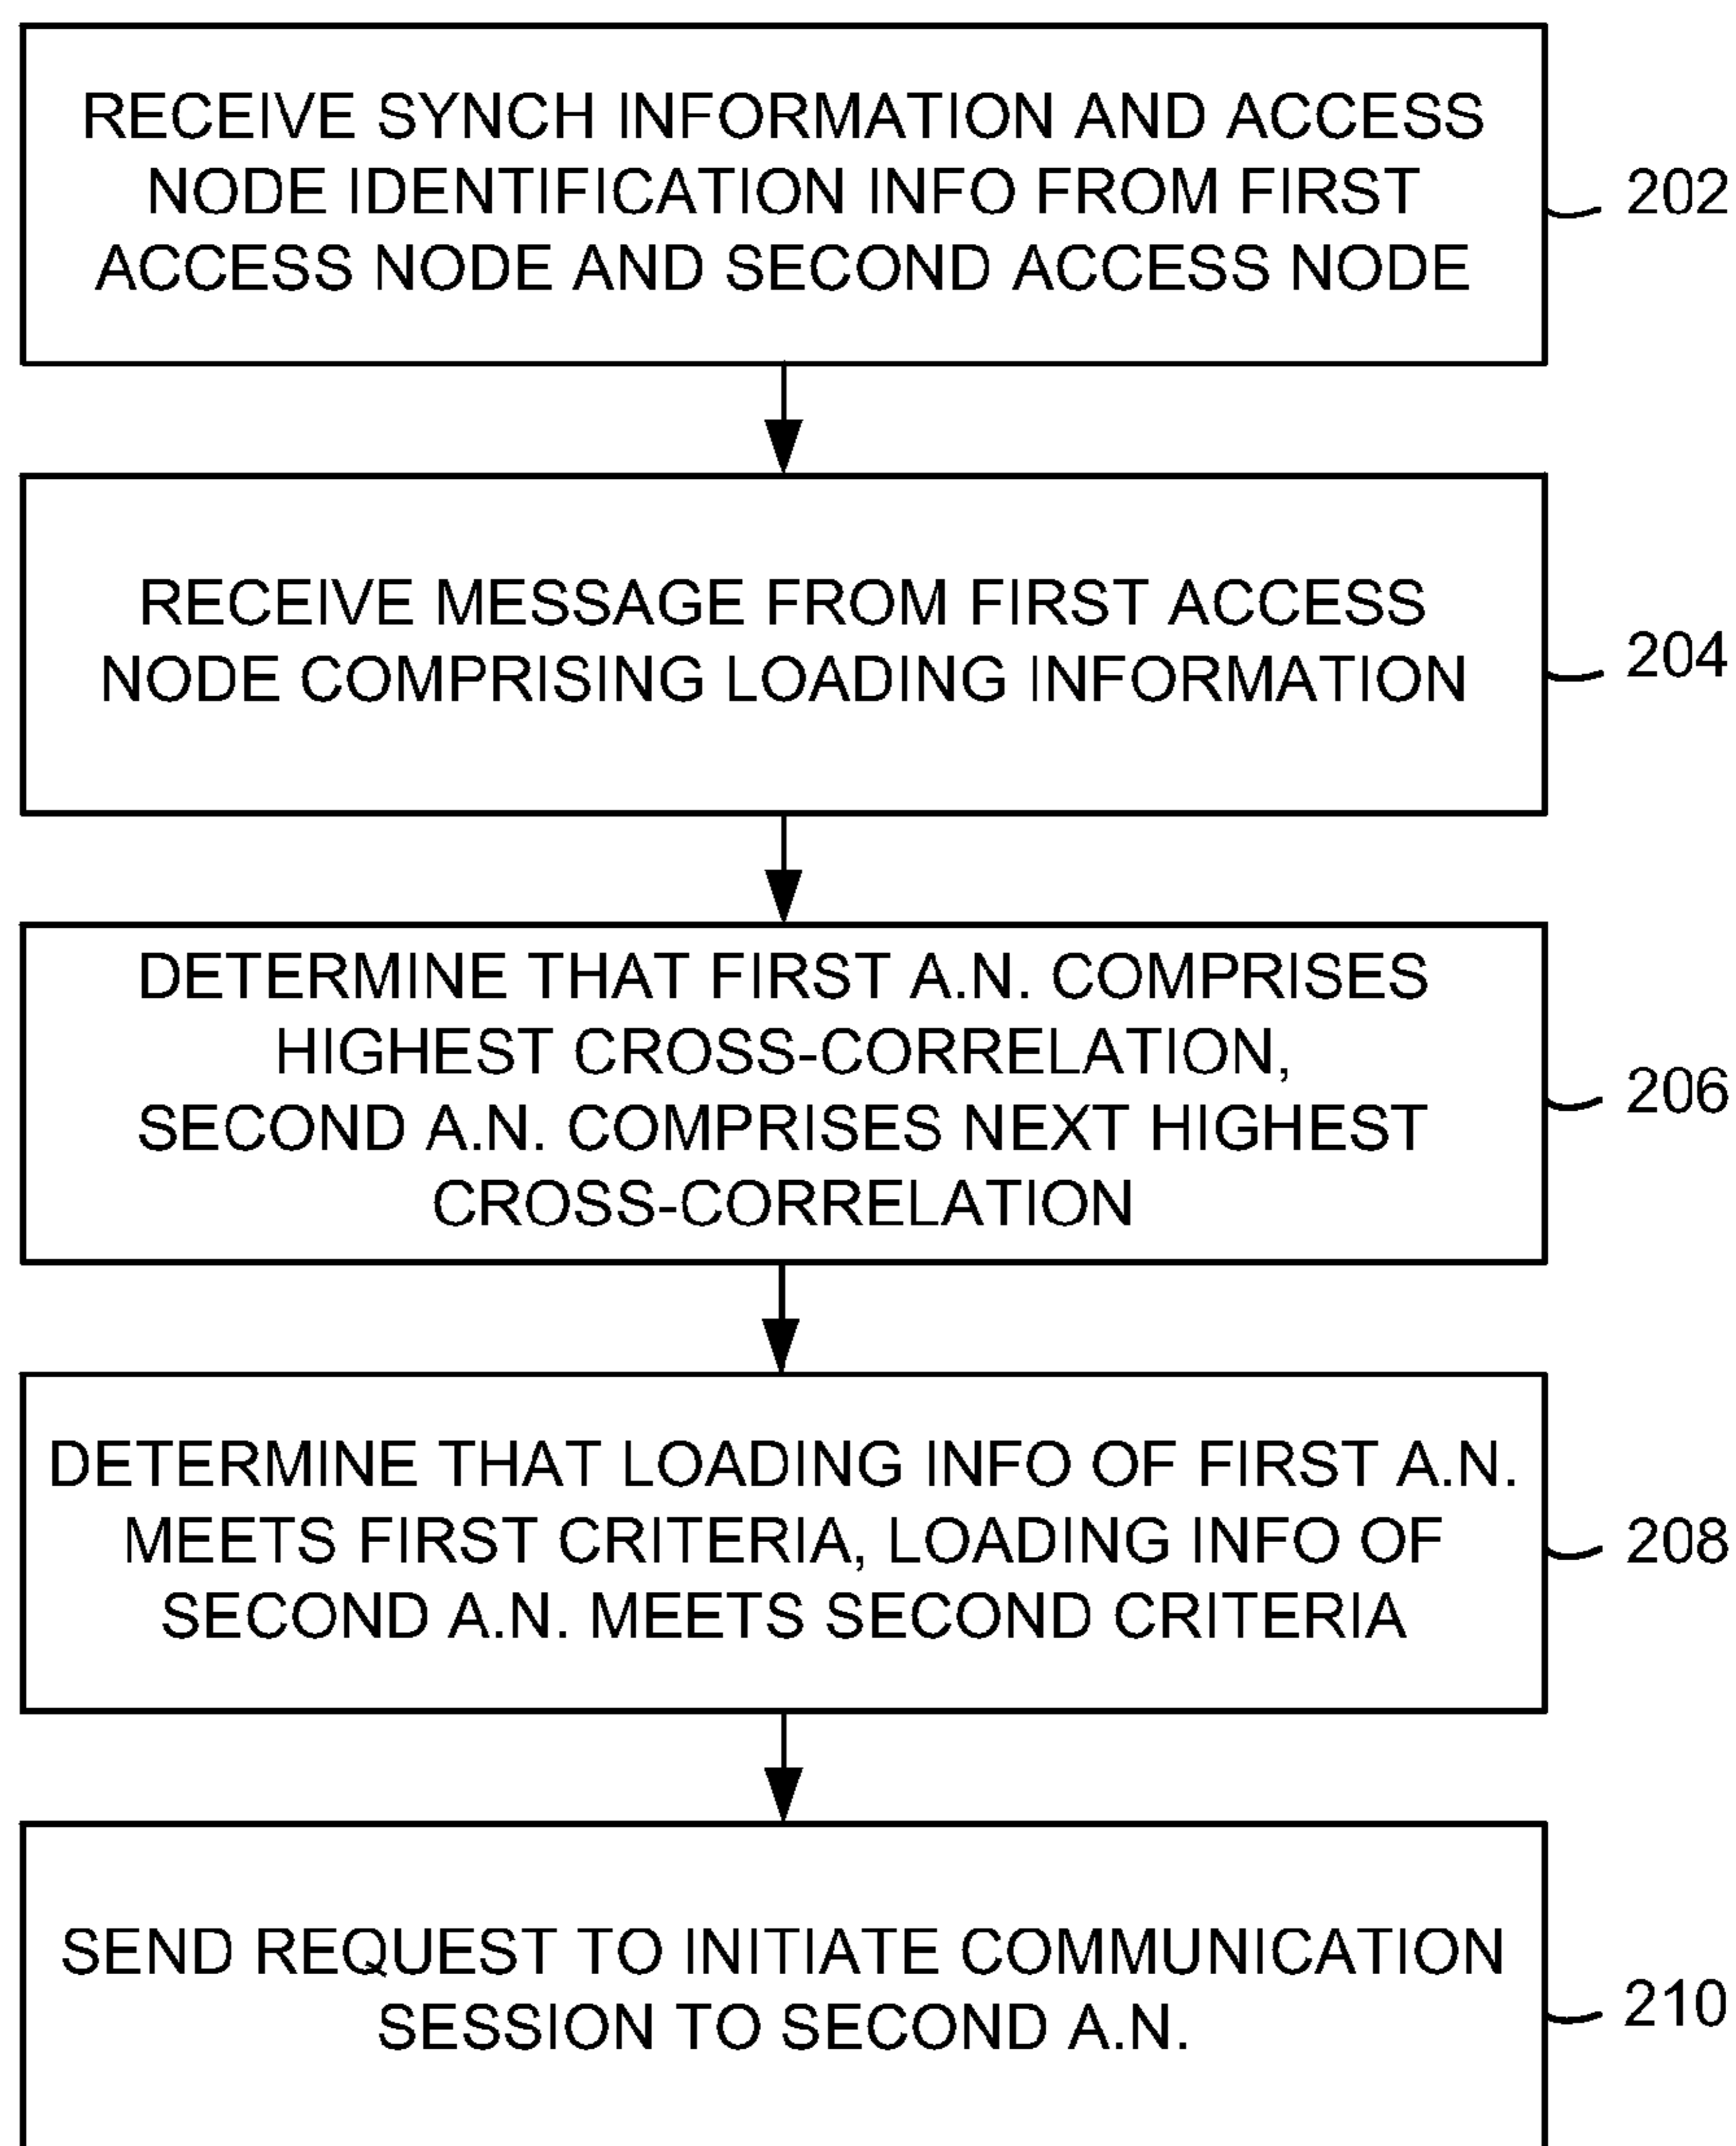 RECEIVE SYNCH INFORMATION AND ACCESS
NODE IDENTIFICATION INFO FROM FIRST
ACCESS NODE AND SECOND ACCESS NODE
202
RECEIVE MESSAGE FROM FIRST ACCESS
NODE COMPRISING LOADING INFORMATION
204
DETERMINE THAT FIRST A.N. COMPRISES
HIGHEST CROSS-CORRELATION,
SECOND A.N. COMPRISES NEXT HIGHEST
CROSS-CORRELATION
206
DETERMINE THAT LOADING INFO OF FIRST A.N.
MEETS FIRST CRITERIA, LOADING INFO OF
SECOND A.N. MEETS SECOND CRITERIA
208
SEND REQUEST TO INITIATE COMMUNICATION
SESSION TO SECOND A.N.
210